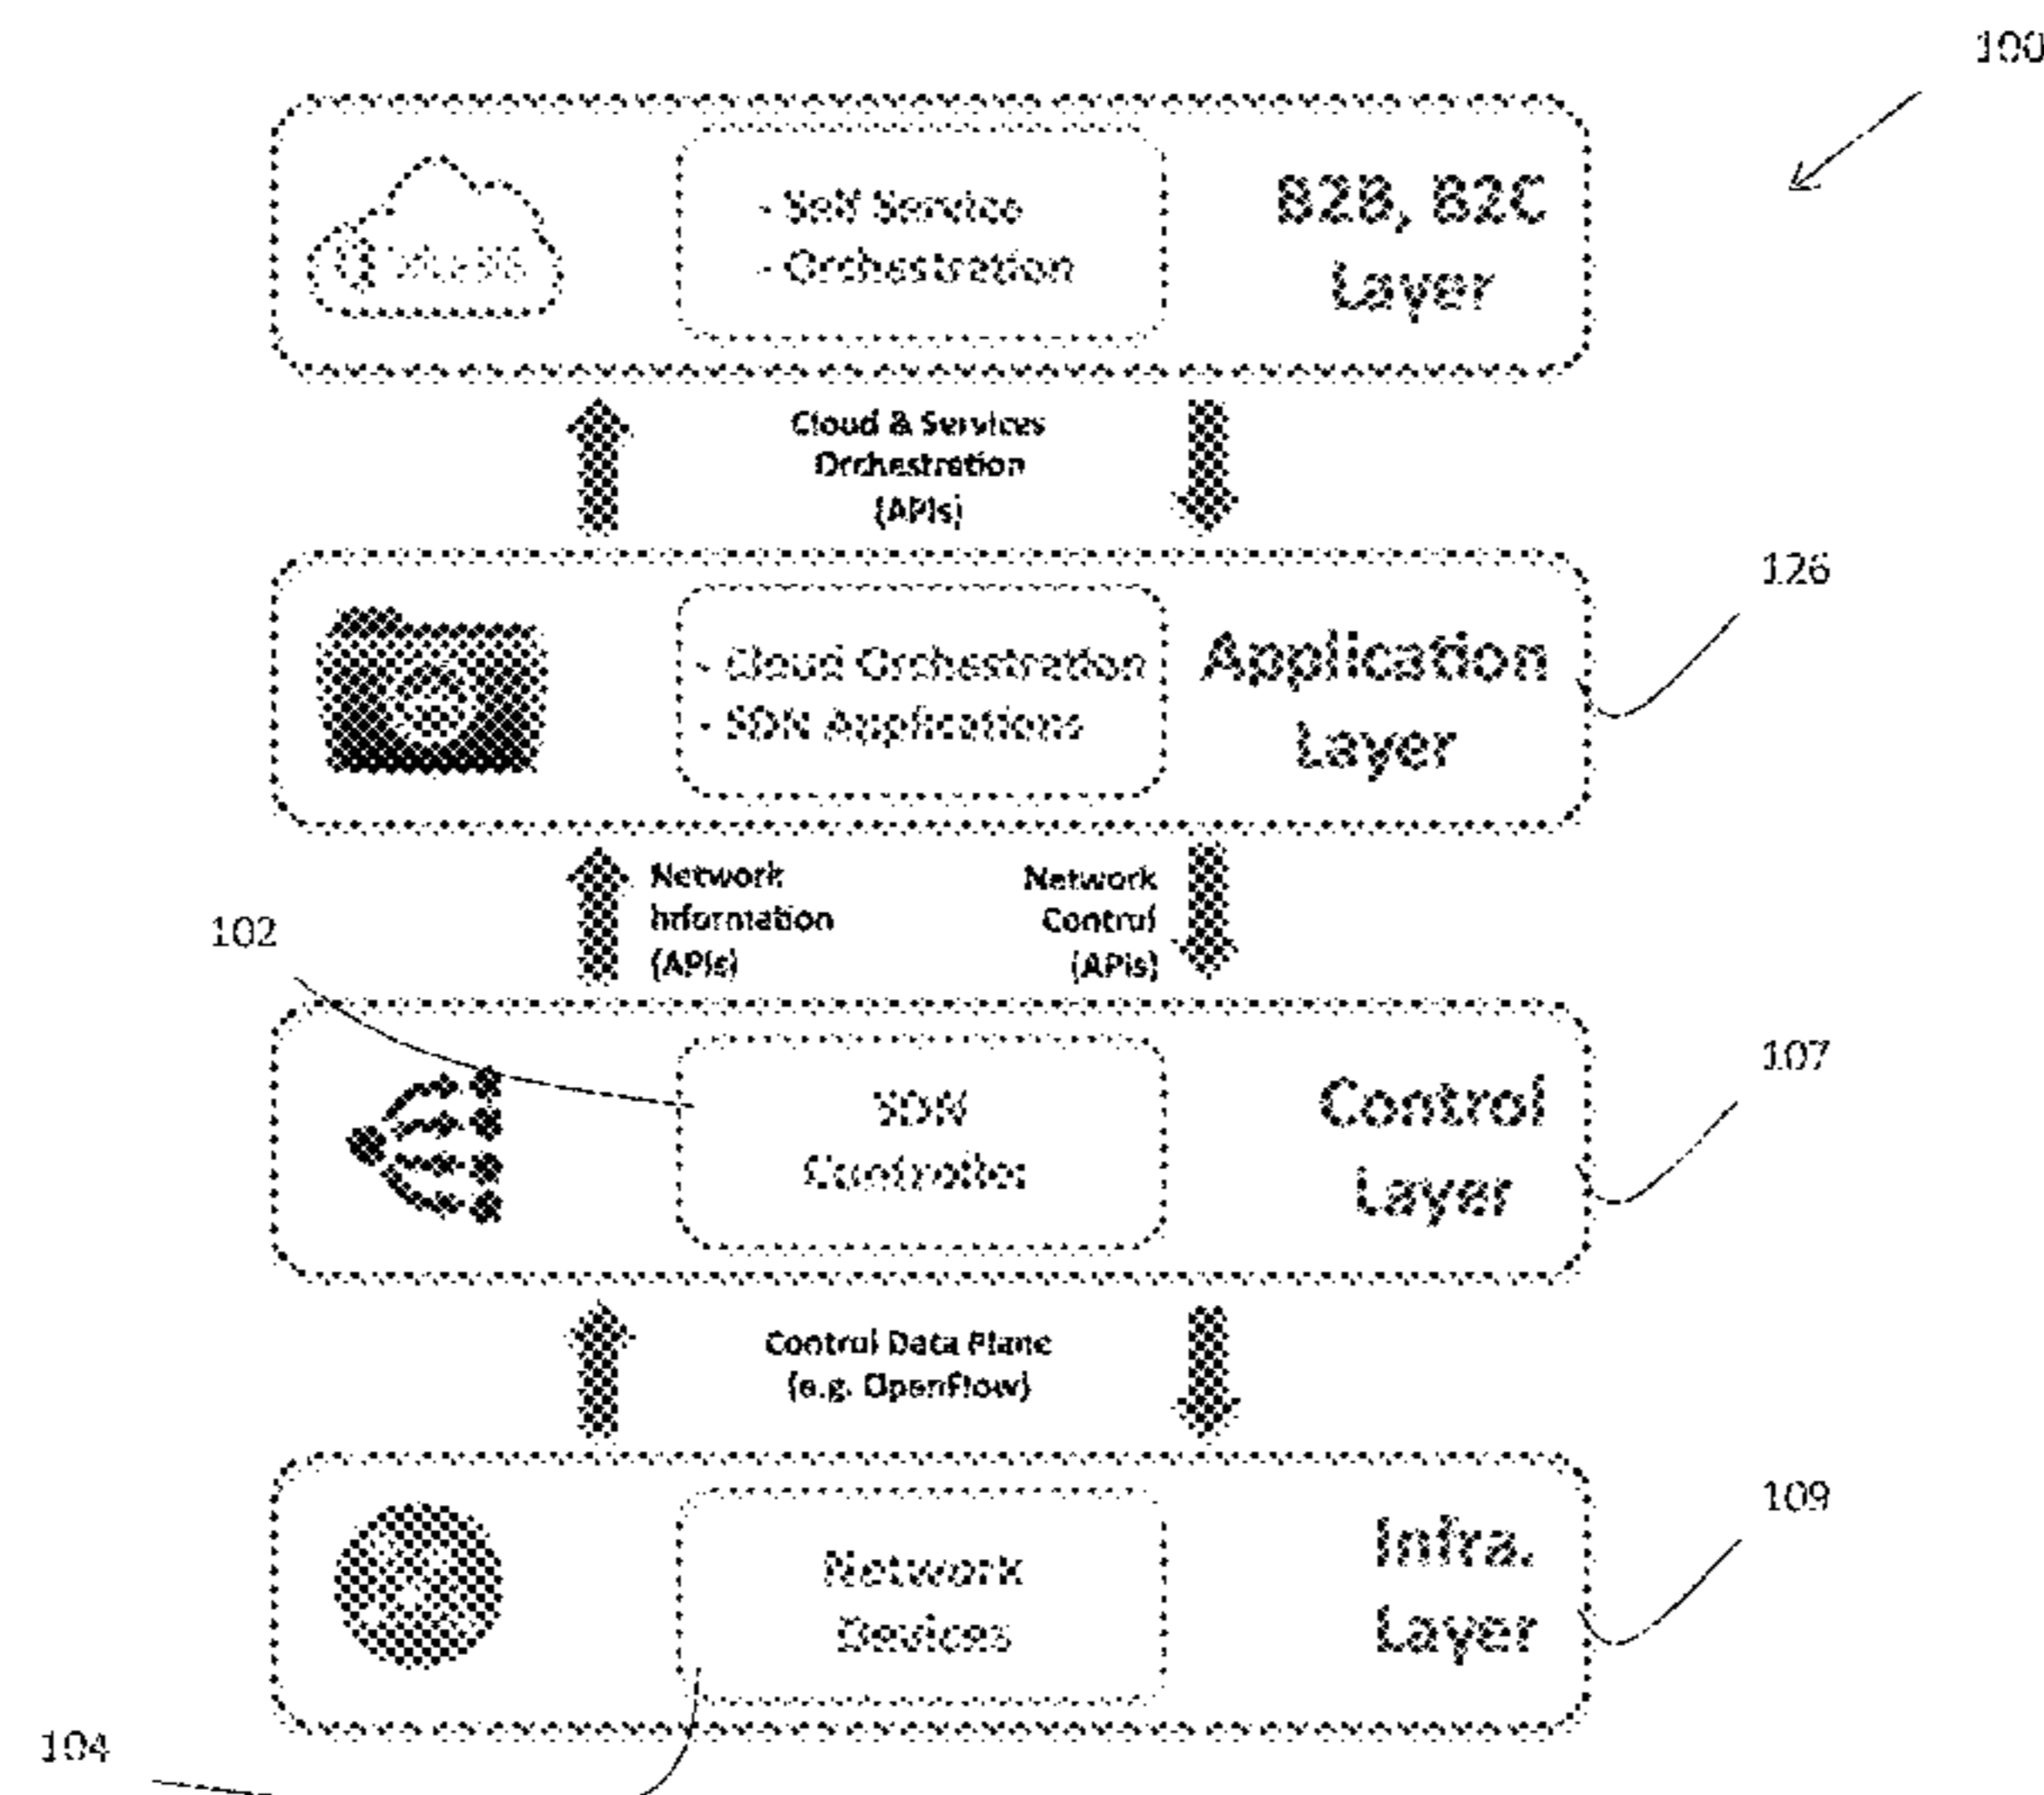 100
- Self Service
- Orchestration
B2B, B2C
Layer
Cloud & Services
Orchestration
(APIs)
126
- Cloud Orchestration
- SDN Applications
Application
Layer
Network
Information
(APIs)
Network
Control
(APIs)
102
SDN
Controller
107
Control
Layer
Control Data Plane
(e.g. OpenFlow)
109
Network
Devices
Infra.
Layer
104